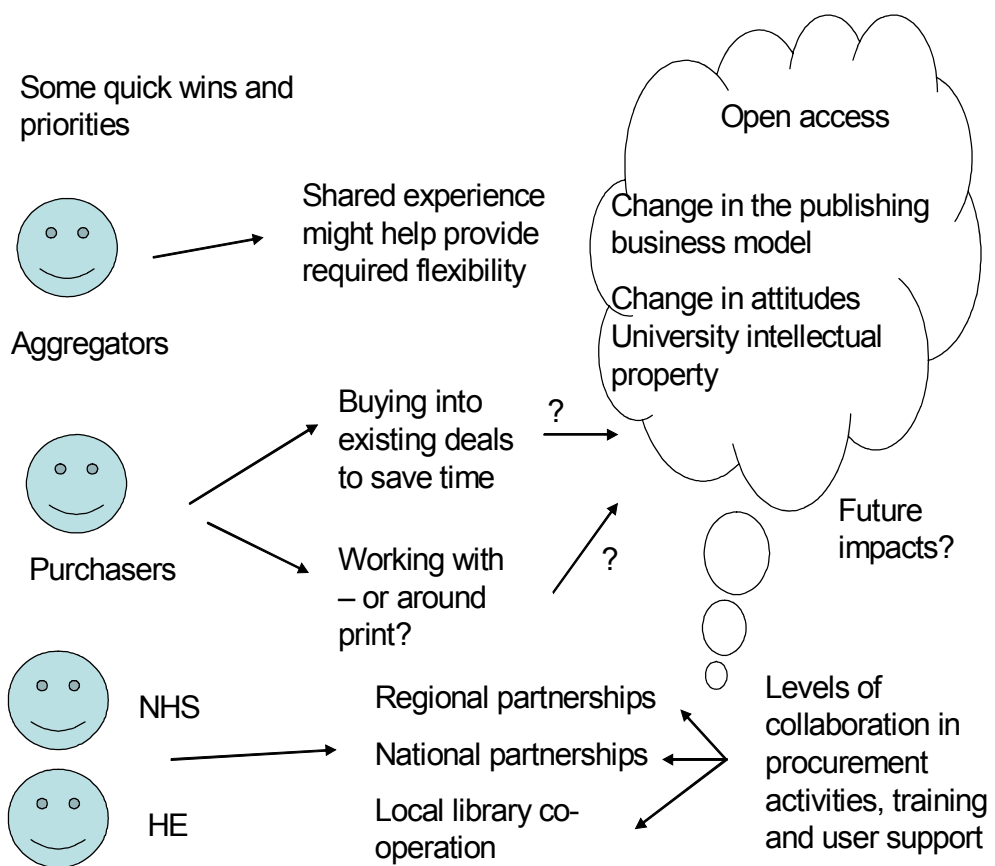 Some quick wins and
priorities
Open access
Shared experience
might help provide
required flexibility
Change in the publishing
business model
Change in attitudes
University intellectual
property
Aggregators
Buying into
existing deals
to save time
?
Purchasers
Working with
– or around
print?
?
Future
impacts?
NHS
HE
Regional partnerships
National partnerships
Local library co-
operation
Levels of
collaboration in
procurement
activities, training
and user support